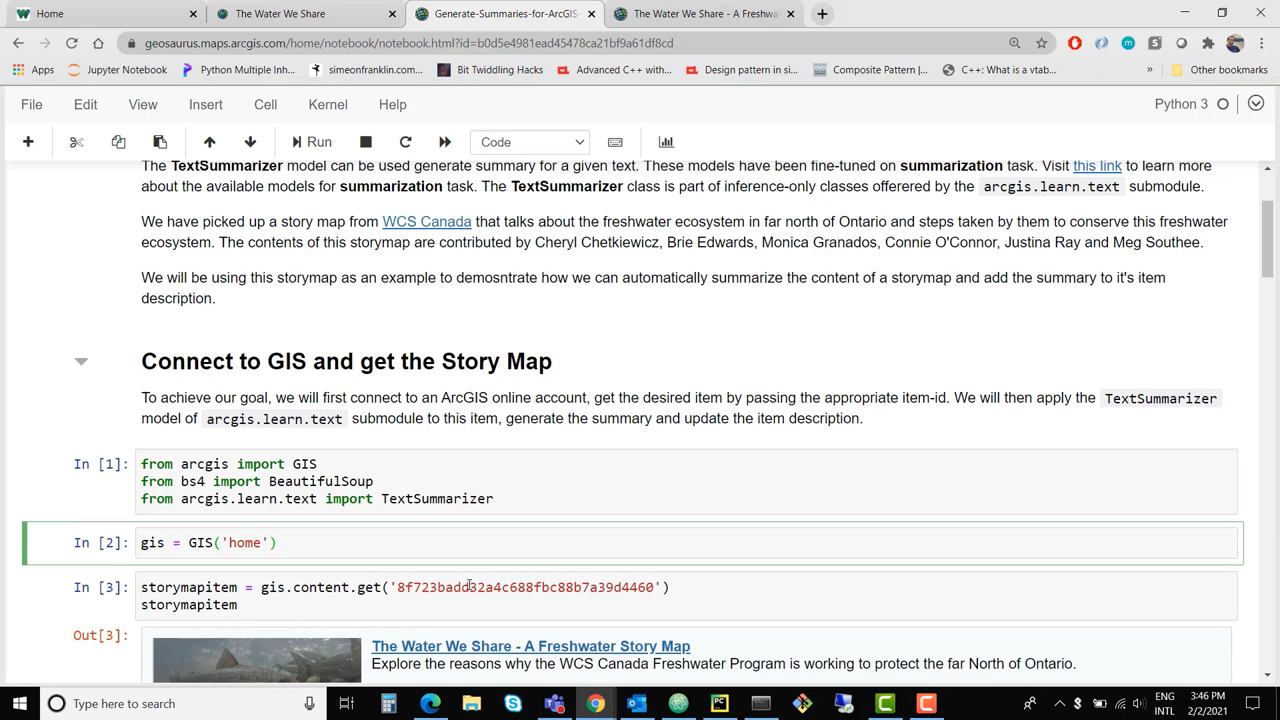 Home
The Water We Share
Generate-Summaries-for-ArcGIS-
The Water We Share - A Freshwat
geosaurus.maps.arcgis.com/home/notebook/notebook.html?id=b0d5e4981ead45478ca21bf9a61df8cd
Apps Jupyter Notebook Python Multiple Inh... simeonfranklin.com... Bit Twiddling Hacks Advanced C++ with... Design pattern in si... Composite Pattern |... C++: What is a vtab... » Other bookmarks
File Edit View Insert Cell Kernel Help Python 3
Run Code
The TextSummarizer model can be used generate summary for a given text. These models have been fine-tuned on summarization task. Visit this link to learn more
about the available models for summarization task. The TextSummarizer class is part of inference-only classes offerered by the arcgis.learn.text submodule.
We have picked up a story map from WCS Canada that talks about the freshwater ecosystem in far north of Ontario and steps taken by them to conserve this freshwater
ecosystem. The contents of this storymap are contributed by Cheryl Chetkiewicz, Brie Edwards, Monica Granados, Connie O'Connor, Justina Ray and Meg Southee.
We will be using this storymap as an example to demosntrate how we can automatically summarize the content of a storymap and add the summary to it's item
description.
Connect to GIS and get the Story Map
To achieve our goal, we will first connect to an ArcGIS online account, get the desired item by passing the appropriate item-id. We will then apply the TextSummarizer
model of arcgis.learn.text submodule to this item, generate the summary and update the item description.
In [1]: from arcgis import GIS
from bs4 import BeautifulSoup
from arcgis.learn.text import TextSummarizer
In [2]: gis = GIS('home')
In [3]: storymapitem = gis.content.get('8f723badd32a4c688fbc88b7a39d4460')
storymapitem
Out[3]: The Water We Share - A Freshwater Story Map
Explore the reasons why the WCS Canada Freshwater Program is working to protect the far North of Ontario.
Type here to search
ENG
INTL
3:46 PM
2/2/2021